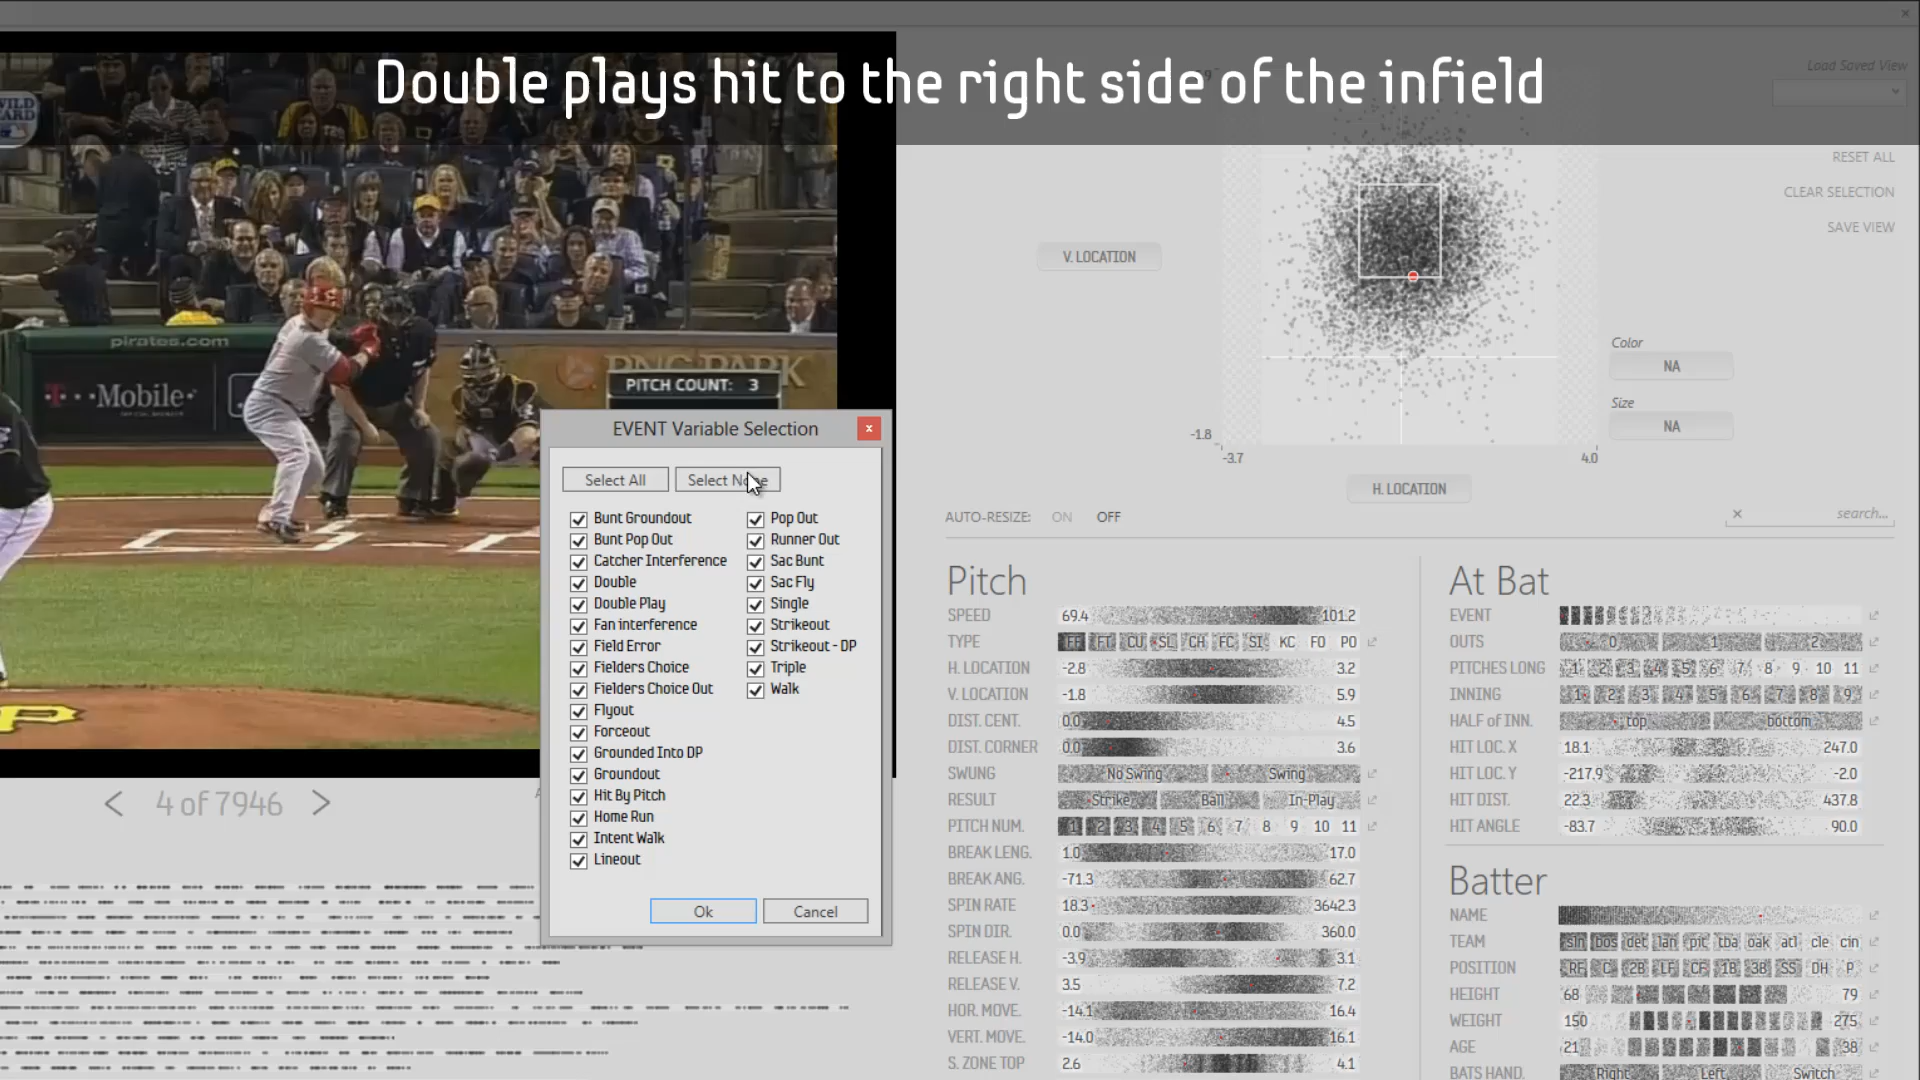 Double plays hit to the right side of the infield
Load Saved View
WILD
CARD
RESET ALL
CLEAR SELECTION
SAVE VIEW
V. LOCATION
-1.8
-3.7
4.0
H. LOCATION
Color
NA
Size
NA
pirates.com
T··Mobile·
PNC PARK
PITCH COUNT: 3
P
EVENT Variable Selection
Select All
Select None
Bunt Groundout
Bunt Pop Out
Catcher Interference
Double
Double Play
Fan interference
Field Error
Fielders Choice
Fielders Choice Out
Flyout
Forceout
Grounded Into DP
Groundout
Hit By Pitch
Home Run
Intent Walk
Lineout
Pop Out
Runner Out
Sac Bunt
Sac Fly
Single
Strikeout
Strikeout - DP
Triple
Walk
Ok
Cancel
< 4 of 7946 >
AUTO-RESIZE: ON OFF
× search...
Pitch
SPEED 69.4 101.2
TYPE FF FT CU SL CH FC SI KC FO PO
H. LOCATION -2.8 3.2
V. LOCATION -1.8 5.9
DIST. CENT. 0.0 4.5
DIST. CORNER 0.0 3.6
SWUNG No Swing Swing
RESULT Strike Ball In-Play
PITCH NUM. 1 2 3 4 5 6 7 8 9 10 11
BREAK LENG. 1.0 17.0
BREAK ANG. -71.3 62.7
SPIN RATE 18.3 3642.3
SPIN DIR. 0.0 360.0
RELEASE H. -3.9 3.1
RELEASE V. 3.5 7.2
HOR. MOVE. -14.1 16.4
VERT. MOVE. -14.0 16.1
S. ZONE TOP 2.6 4.1
At Bat
EVENT
OUTS 0 1 2
PITCHES LONG 1 2 3 4 5 6 7 8 9 10 11
INNING 1 2 3 4 5 6 7 8 9
HALF of INN. top bottom
HIT LOC. X 18.1 247.0
HIT LOC. Y -217.9 -2.0
HIT DIST. 22.3 437.8
HIT ANGLE -83.7 90.0
Batter
NAME
TEAM sln bos det lan pit tba oak atl cle cin
POSITION RF C 2B LF CF 1B 3B SS DH P
HEIGHT 68 79
WEIGHT 150 275
AGE 21 38
BATS HAND. Right Left Switch